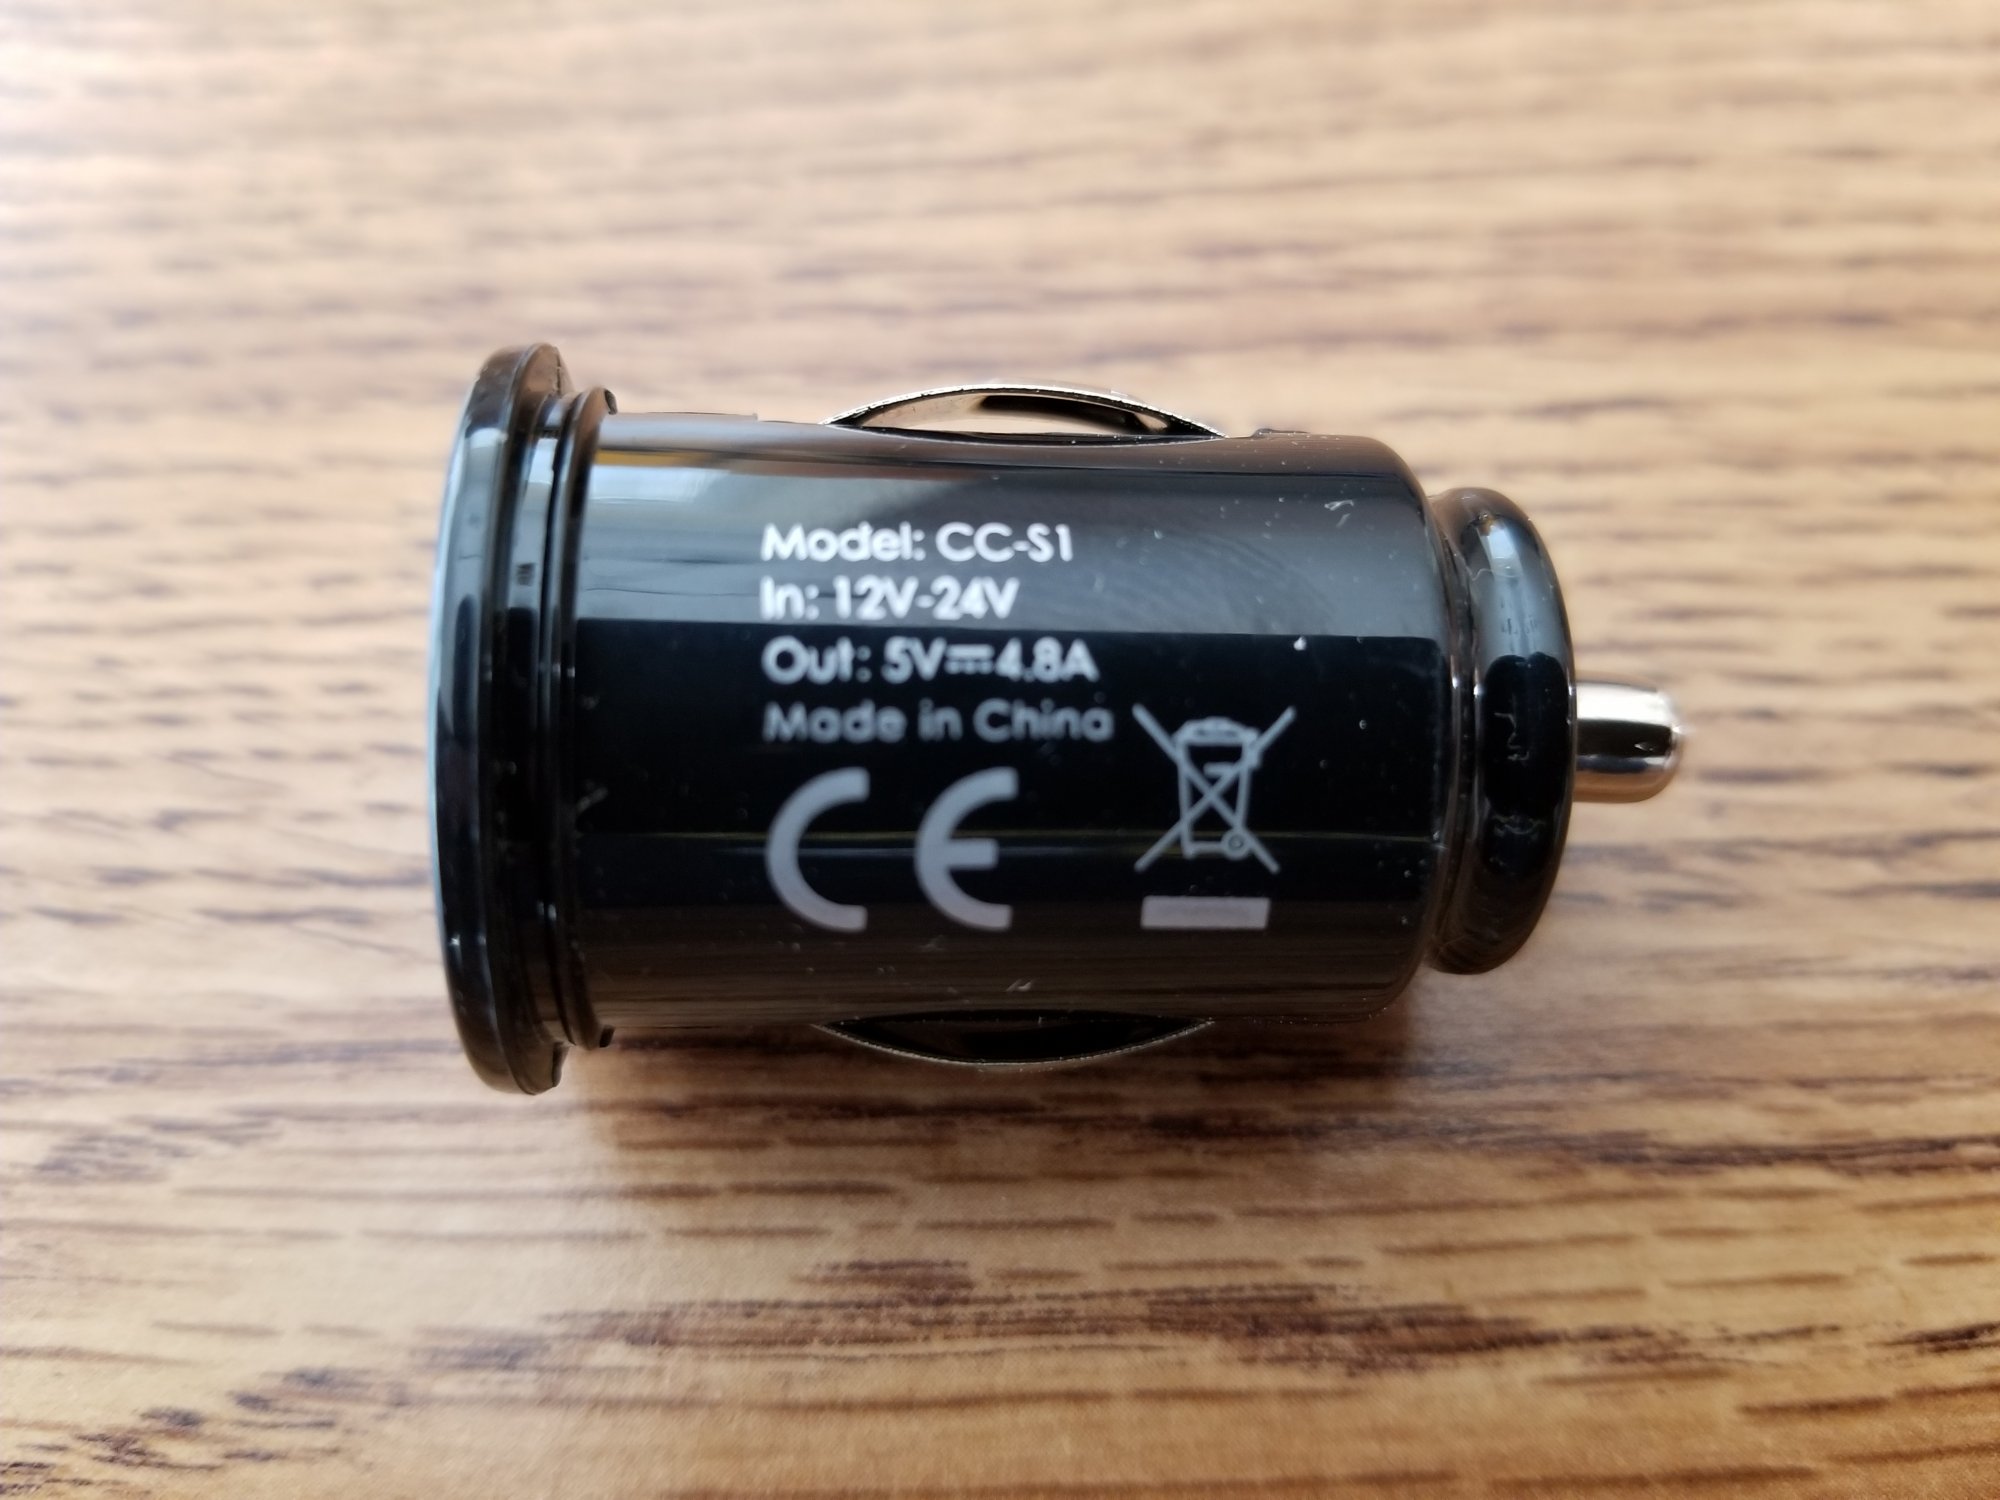 Model: CC-S1
In: 12V-24V
Out: 5V⎓4.8A
Made in China
CE